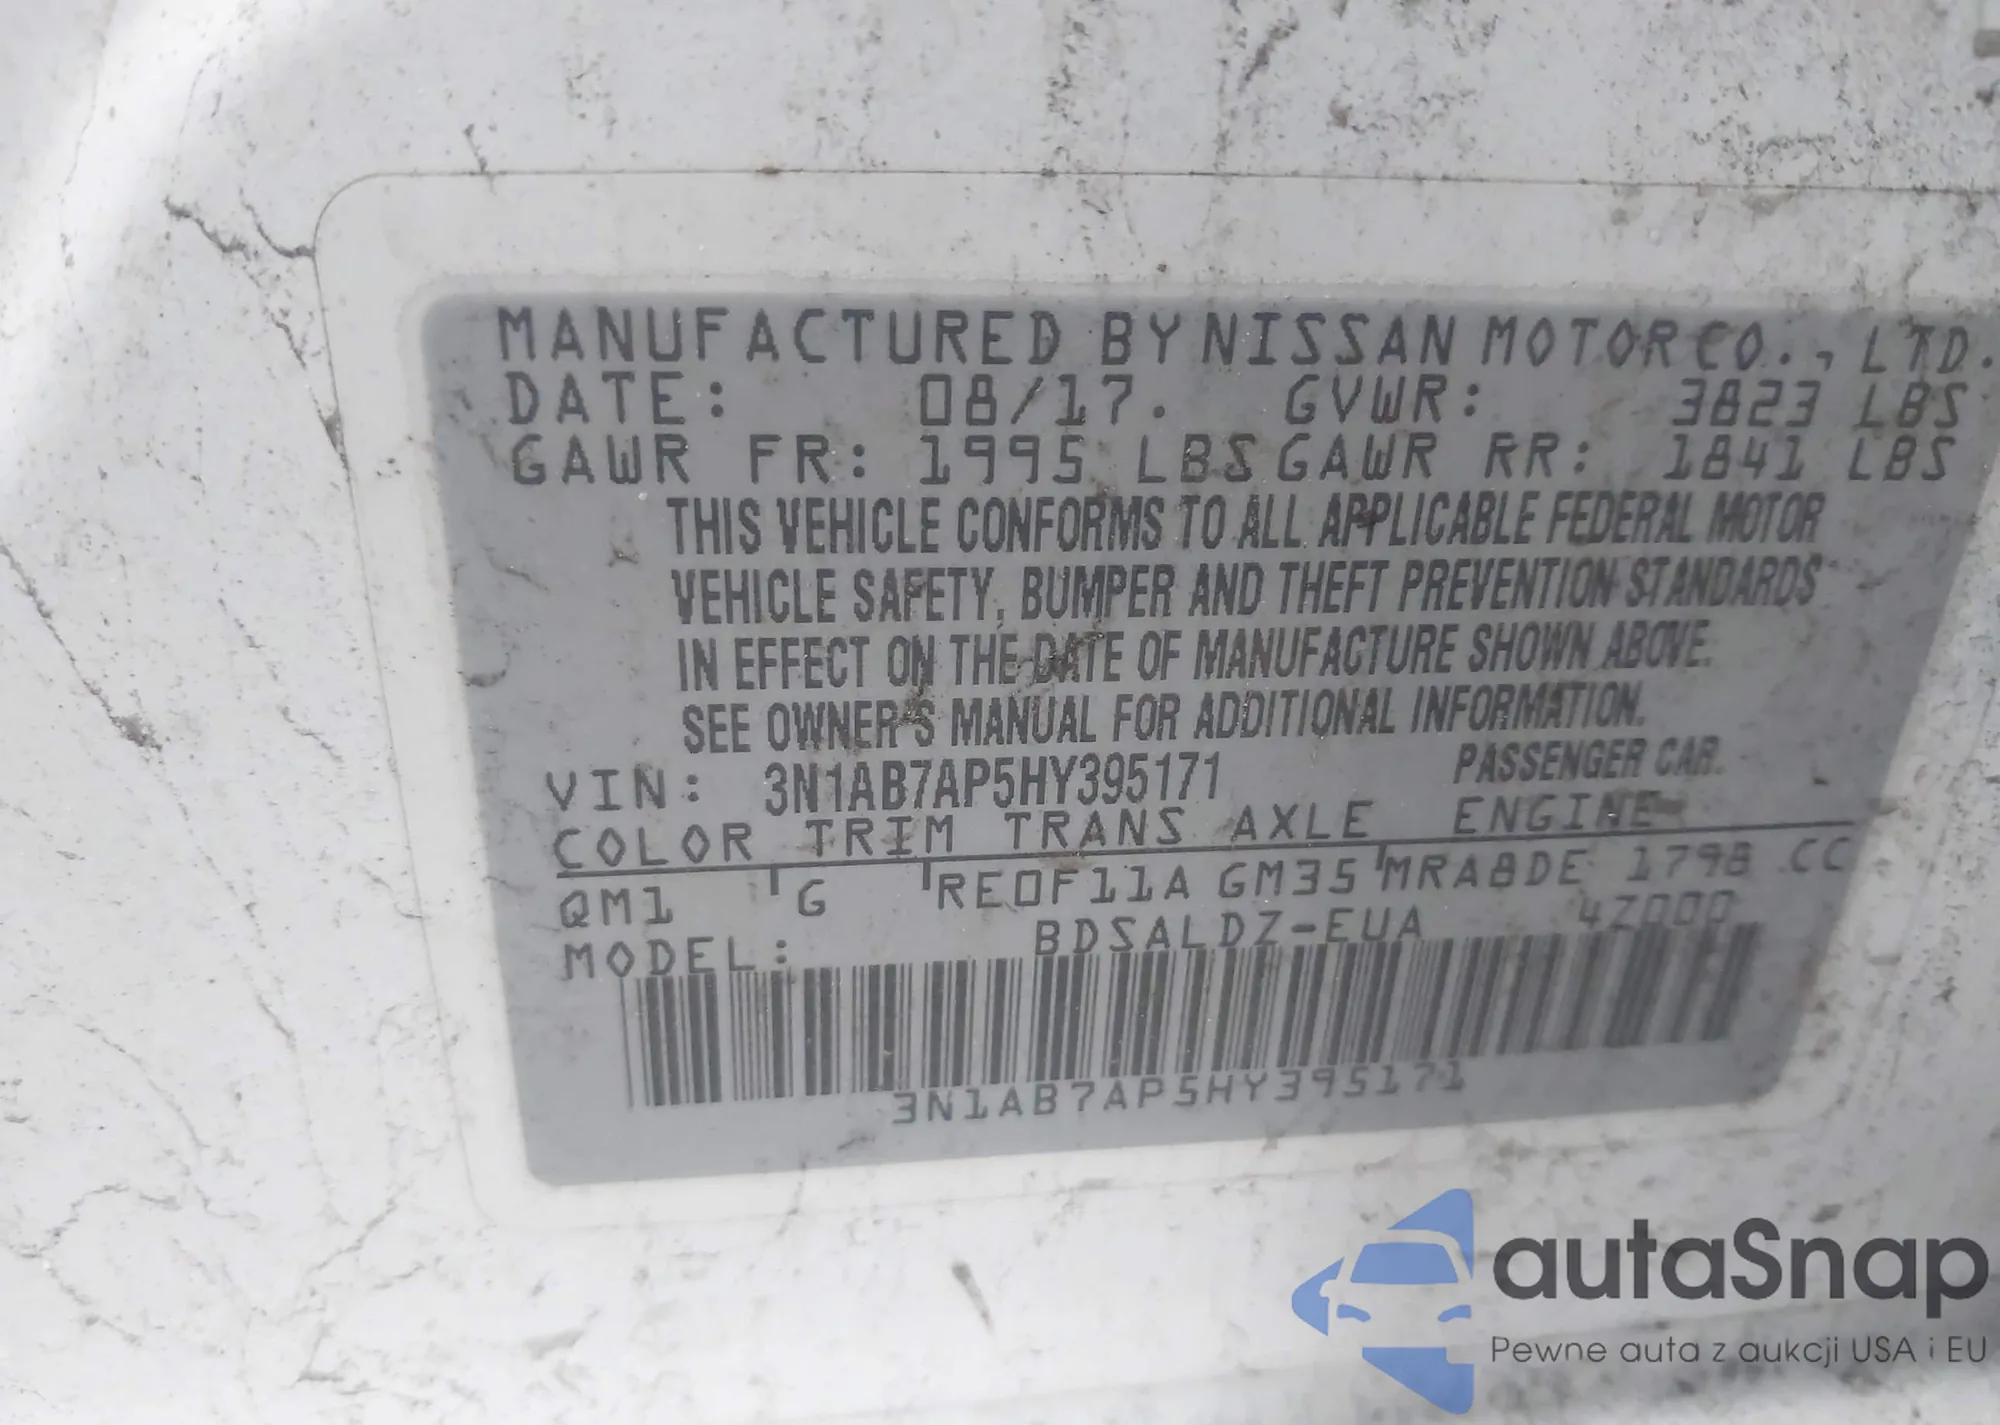 MANUFACTURED BY NISSAN MOTOR CO., LTD.
DATE: 08/17. GVWR: 3823 LBS
GAWR FR: 1995 LBS GAWR RR: 1841 LBS
THIS VEHICLE CONFORMS TO ALL APPLICABLE FEDERAL MOTOR
VEHICLE SAFETY, BUMPER AND THEFT PREVENTION STANDARDS
IN EFFECT ON THE DATE OF MANUFACTURE SHOWN ABOVE.
SEE OWNER'S MANUAL FOR ADDITIONAL INFORMATION.
VIN: 3N1AB7AP5HY395171 PASSENGER CAR.
COLOR TRIM TRANS AXLE ENGINE
QM1 G RE0F11A GM35 MRA8DE 1798 CC
MODEL: BDSALDZ-EUA 4Z000
3N1AB7AP5HY395171
autaSnap
Pewne auta z aukcji USA i EU